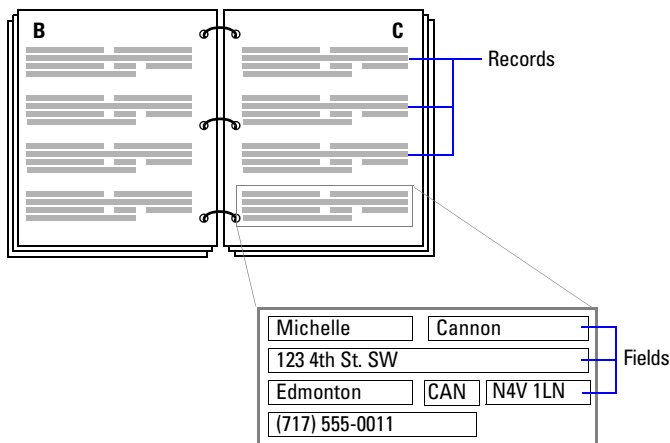 B
C
Records
Michelle Cannon
123 4th St. SW
Fields
Edmonton CAN N4V 1LN
(717) 555-0011